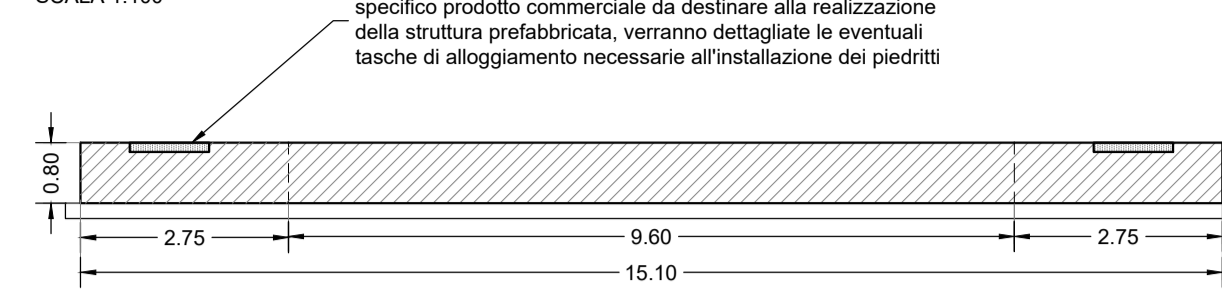 specifico prodotto commerciale da destinare alla realizzazione
della struttura prefabbricata, verranno dettagliate le eventuali
tasche di alloggiamento necessarie all'installazione dei piedritti
0.80
2.75
9.60
2.75
15.10